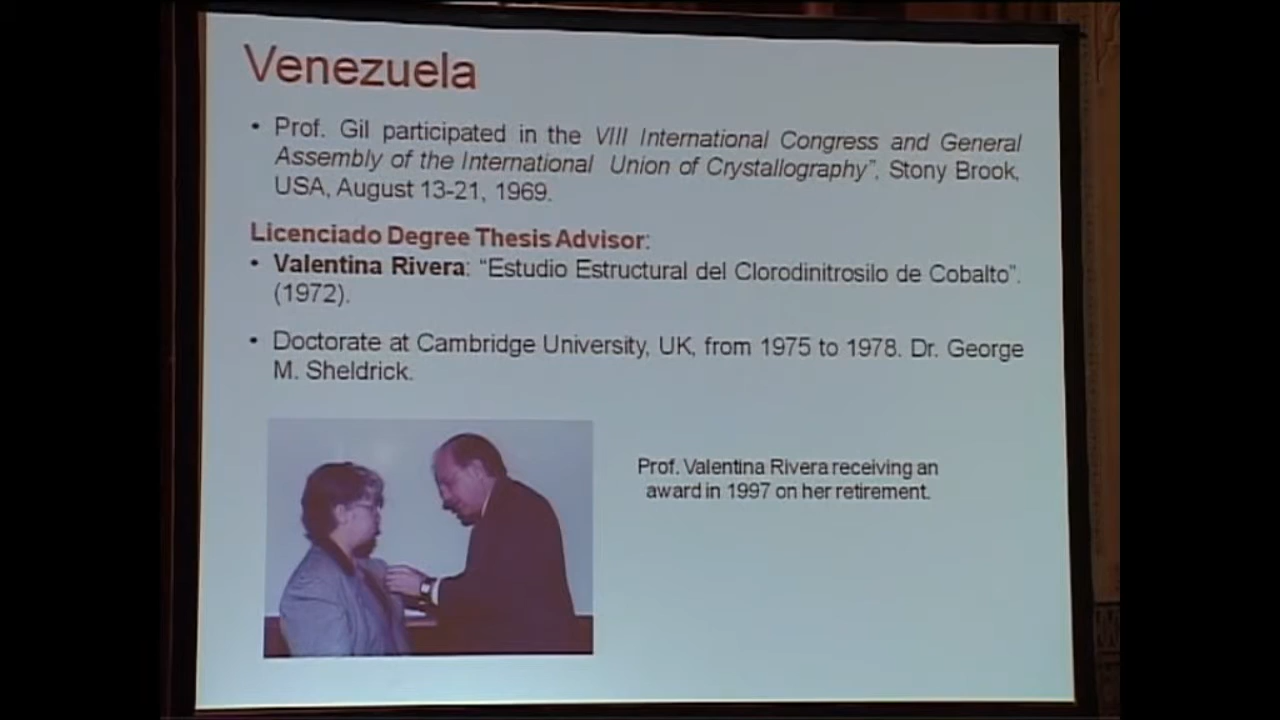 Venezuela
• Prof. Gil participated in the VIII International Congress and General
Assembly of the International Union of Crystallography", Stony Brook,
USA, August 13-21, 1969.
Licenciado Degree Thesis Advisor:
• Valentina Rivera: "Estudio Estructural del Clorodinitrosilo de Cobalto".
(1972).
• Doctorate at Cambridge University, UK, from 1975 to 1978. Dr. George
M. Sheldrick.
Prof. Valentina Rivera receiving an
award in 1997 on her retirement.